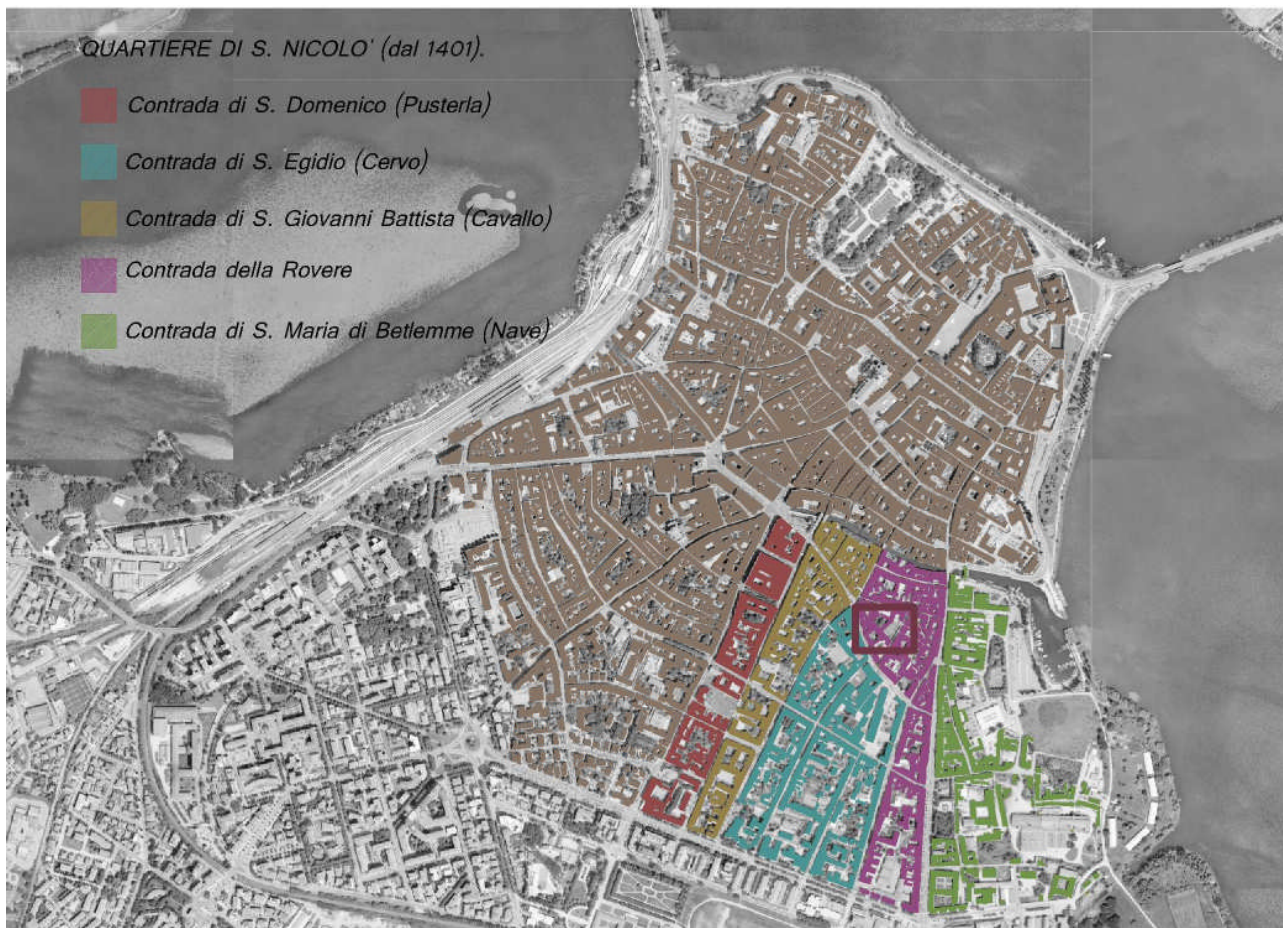 QUARTIERE DI S. NICOLO' (dal 1401).
Contrada di S. Domenico (Pusterla)
Contrada di S. Egidio (Cervo)
Contrada di S. Giovanni Battista (Cavallo)
Contrada della Rovere
Contrada di S. Maria di Betlemme (Nave)